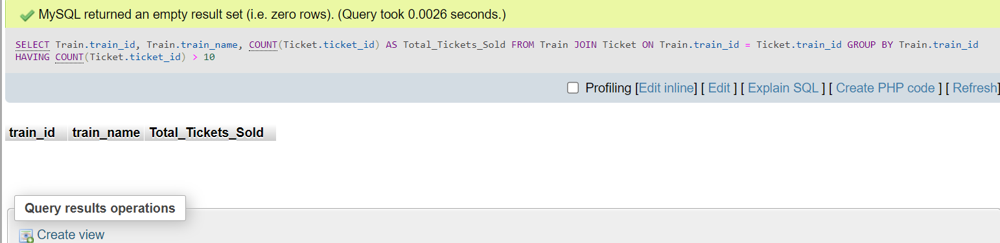 MySQL returned an empty result set (i.e. zero rows). (Query took 0.0026 seconds.)
SELECT Train.train_id, Train.train_name, COUNT(Ticket.ticket_id) AS Total_Tickets_Sold FROM Train JOIN Ticket ON Train.train_id = Ticket.train_id GROUP BY Train.train_id
HAVING COUNT(Ticket.ticket_id) > 10
Profiling [Edit inline] [ Edit ] [ Explain SQL ] [ Create PHP code ] [ Refresh]
train_id train_name Total_Tickets_Sold
Query results operations
Create view